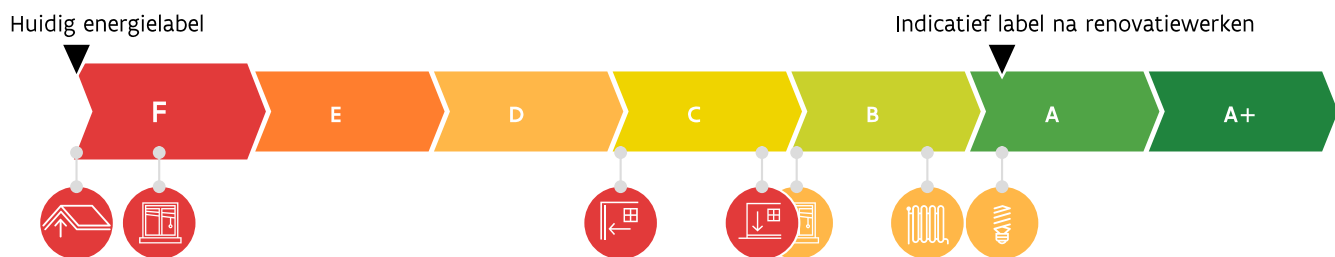 Huidig energielabel
Indicatief label na renovatiewerken
F E D C B A A+